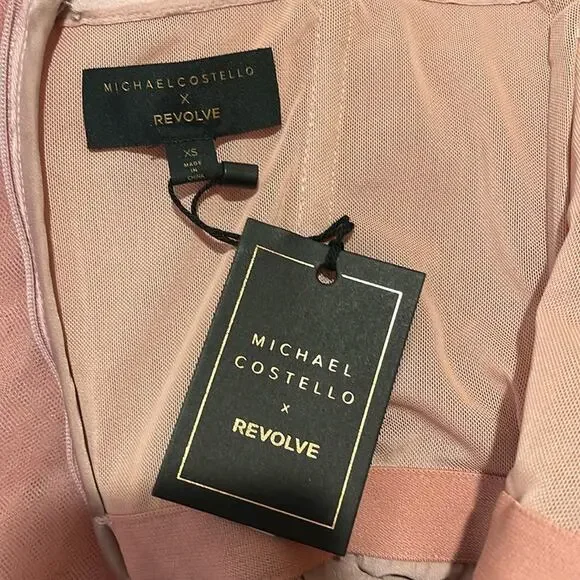 MICHAELCOSTELLO
X
REVOLVE
XS
MADE
IN
CHINA
MICHAEL
COSTELLO
x
REVOLVE